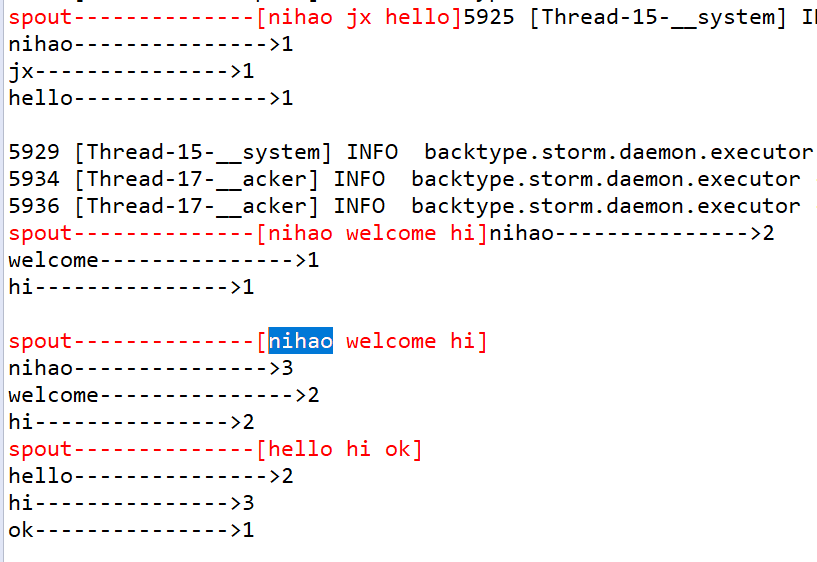 spout--------------[nihao jx hello]5925 [Thread-15-__system] I
nihao--------------->1
jx--------------->1
hello--------------->1
5929 [Thread-15-__system] INFO  backtype.storm.daemon.executor
5934 [Thread-17-__acker] INFO  backtype.storm.daemon.executor
5936 [Thread-17-__acker] INFO  backtype.storm.daemon.executor
spout--------------[nihao welcome hi]nihao--------------->2
welcome--------------->1
hi--------------->1
spout--------------[nihao welcome hi]
nihao--------------->3
welcome--------------->2
hi--------------->2
spout--------------[hello hi ok]
hello--------------->2
hi--------------->3
ok--------------->1